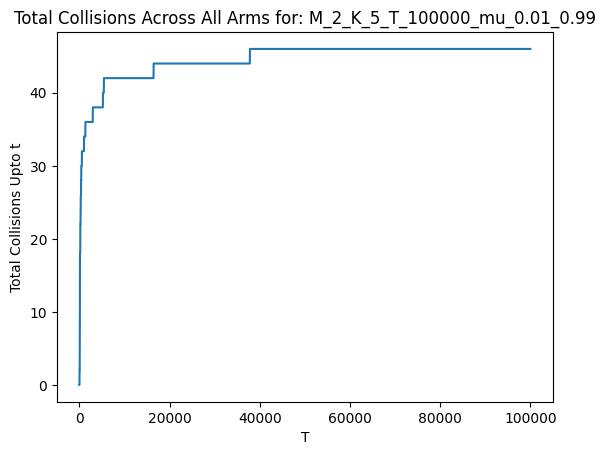 Total Collisions Across All Arms for: M_2_K_5_T_100000_mu_0.01_0.99
Total Collisions Upto t
40
30
20
10
0
0 20000 40000 60000 80000 100000
T